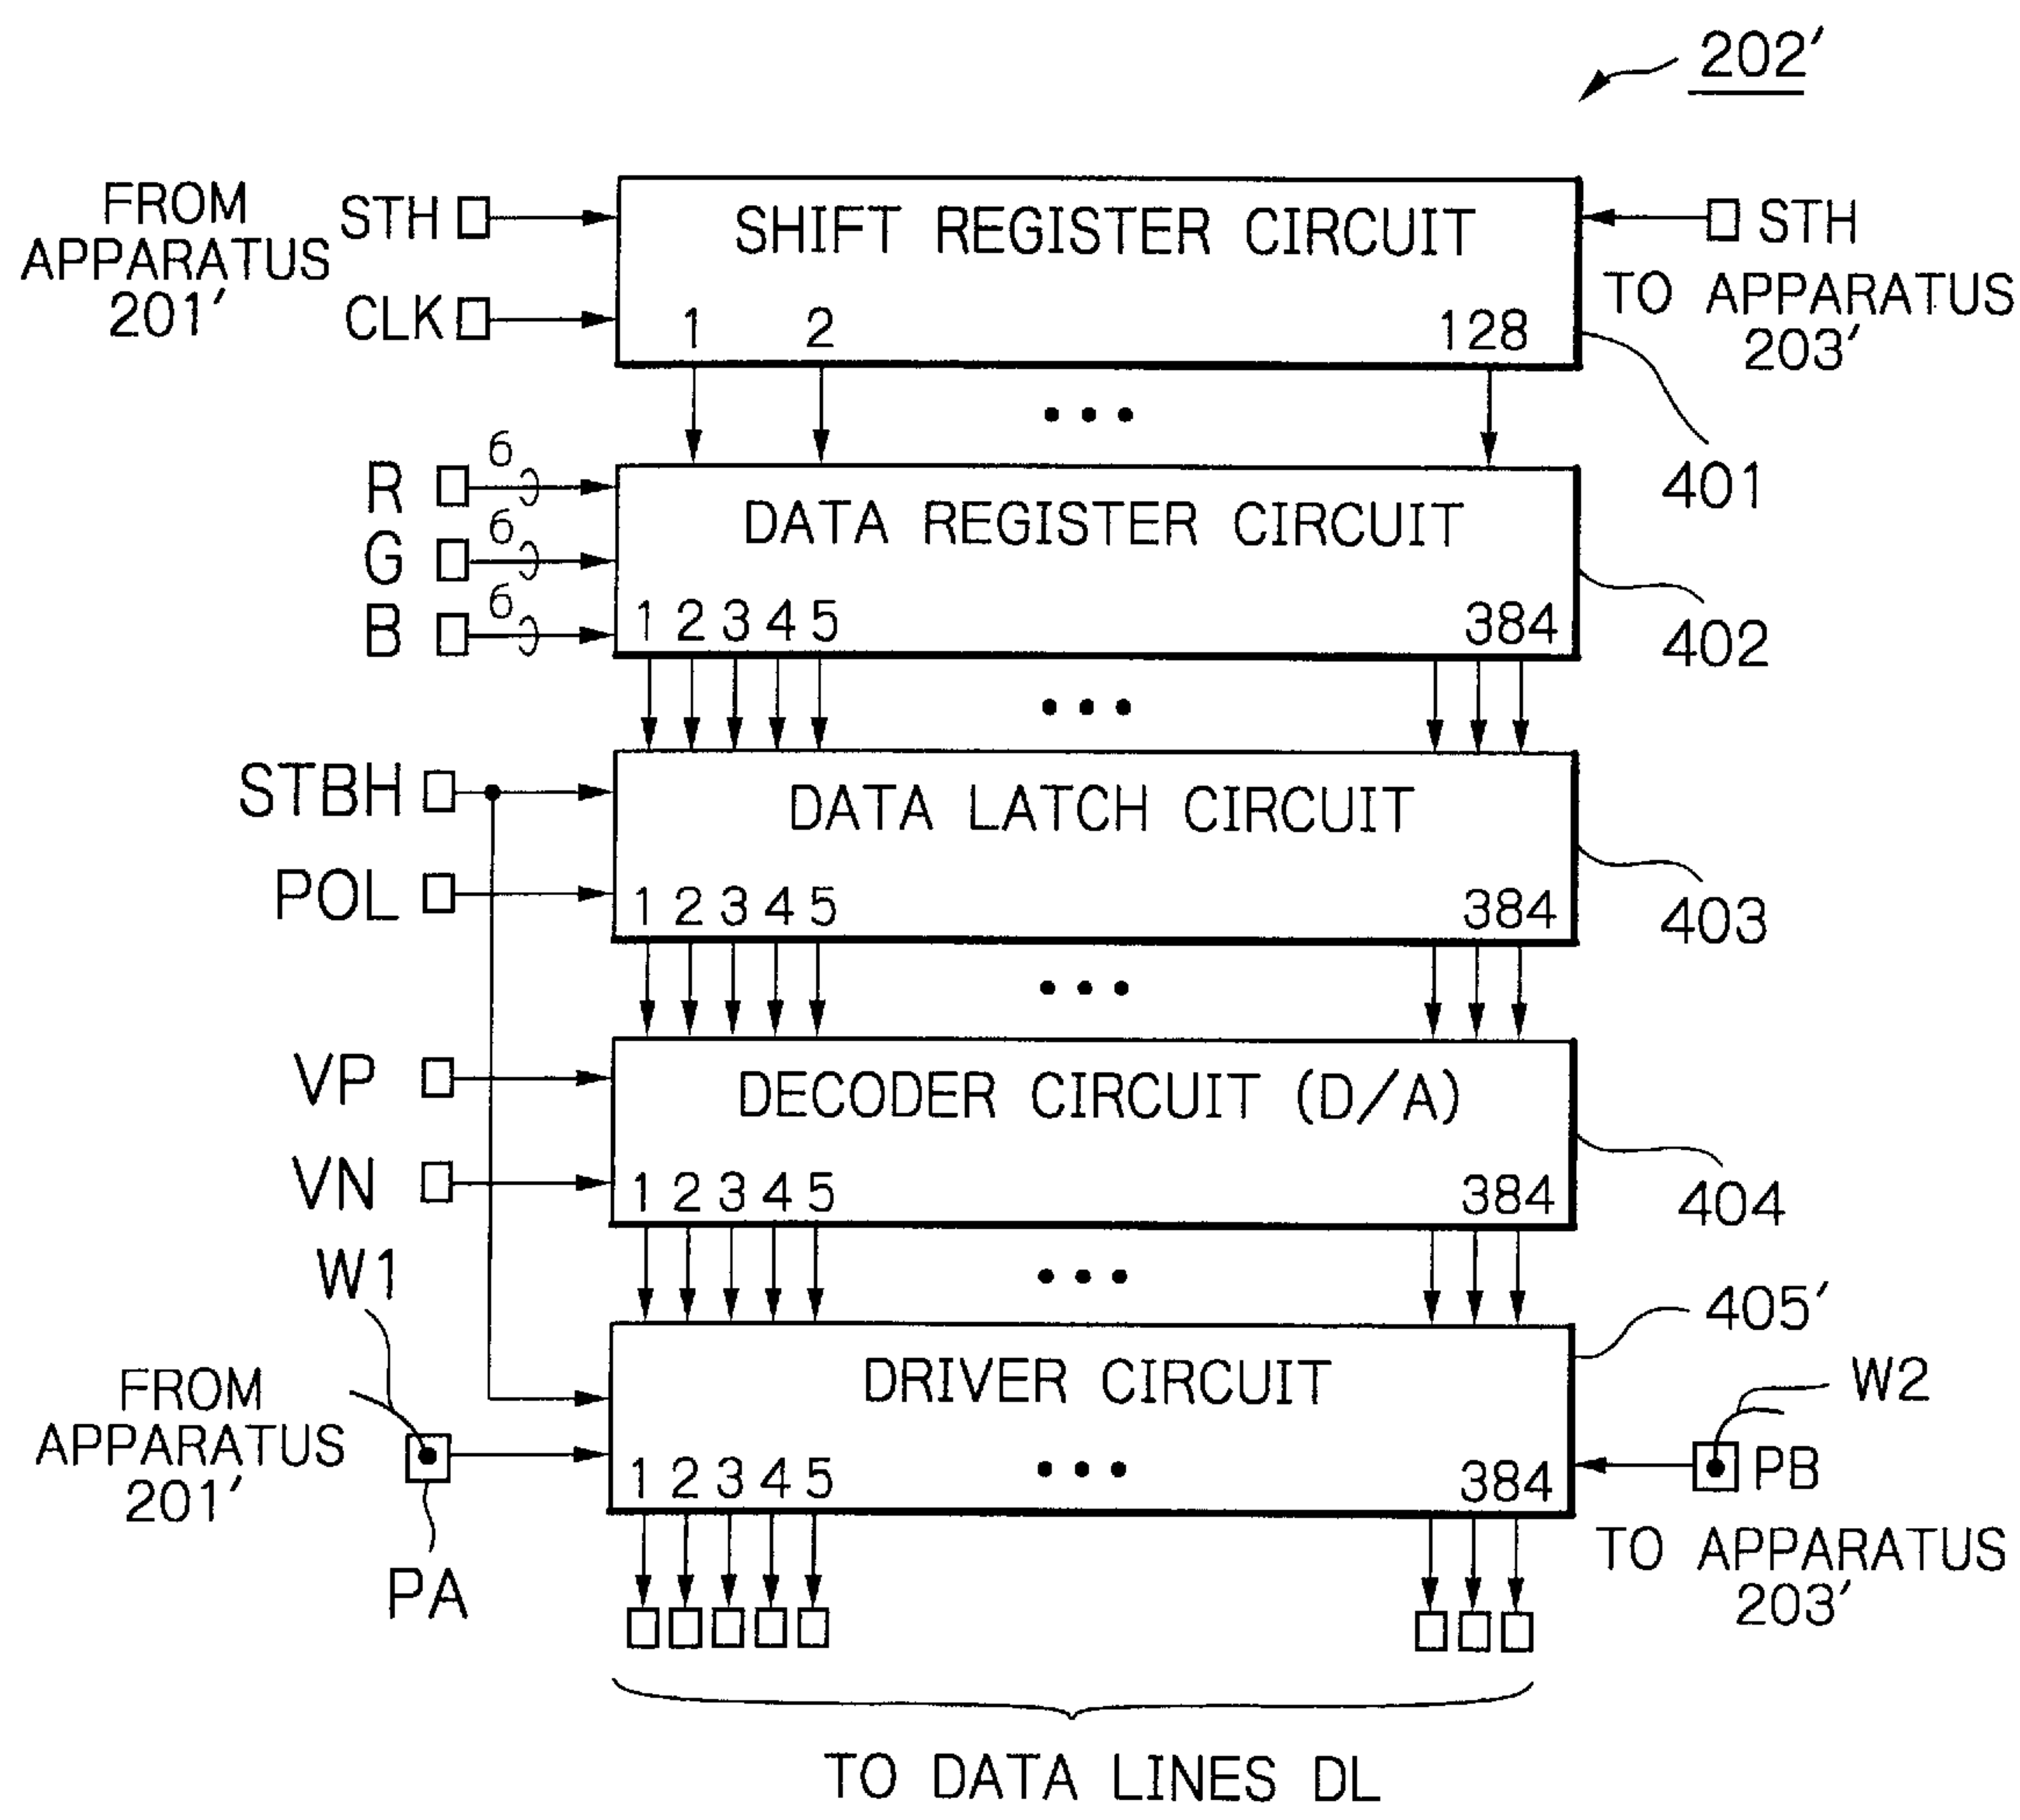 202'
FROM
APPARATUS
201'
STH
CLK
SHIFT REGISTER CIRCUIT
1 2 128
STH
TO APPARATUS
203'
401
R 6
G 6
B 6
DATA REGISTER CIRCUIT
1 2 3 4 5 384
402
STBH
POL
DATA LATCH CIRCUIT
1 2 3 4 5 384
403
VP
VN
DECODER CIRCUIT (D/A)
1 2 3 4 5 384
404
W1
FROM
APPARATUS
201'
PA
DRIVER CIRCUIT
1 2 3 4 5 ••• 384
405'
W2
PB
TO APPARATUS
203'
TO DATA LINES DL